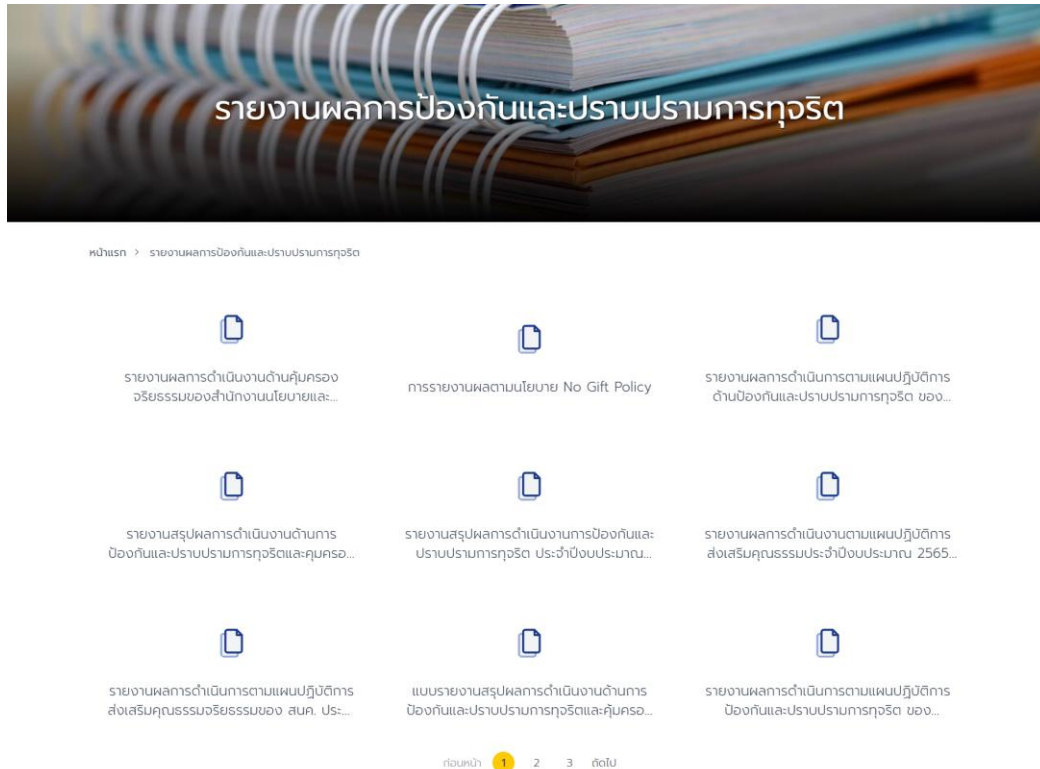 รายงานผลการป้องกันและปราบปรามการทุจริต
หน้าแรก > รายงานผลการป้องกันและปราบปรามการทุจริต
รายงานผลการดำเนินงานด้านคุ้มครอง
จริยธรรมของสำนักงานนโยบายและ...
การรายงานผลตามนโยบาย No Gift Policy
รายงานผลการดำเนินการตามแผนปฏิบัติการ
ด้านป้องกันและปราบปรามการทุจริต ของ...
รายงานสรุปผลการดำเนินงานด้านการ
ป้องกันและปราบปรามการทุจริตและคุมครอ...
รายงานสรุปผลการดำเนินงานการป้องกันและ
ปราบปรามการทุจริต ประจำปีงบประมาณ...
รายงานผลการดำเนินงานตามแผนปฏิบัติการ
ส่งเสริมคุณธรรมประจำปีงบประมาณ 2565...
รายงานผลการดำเนินการตามแผนปฏิบัติการ
ส่งเสริมคุณธรรมจริยธรรมของ สนค. ประ...
แบบรายงานสรุปผลการดำเนินงานด้านการ
ป้องกันและปราบปรามการทุจริตและคุ้มครอ...
รายงานผลการดำเนินการตามแผนปฏิบัติการ
ป้องกันและปราบปรามการทุจริต ของ...
ก่อนหน้า 1 2 3 ถัดไป